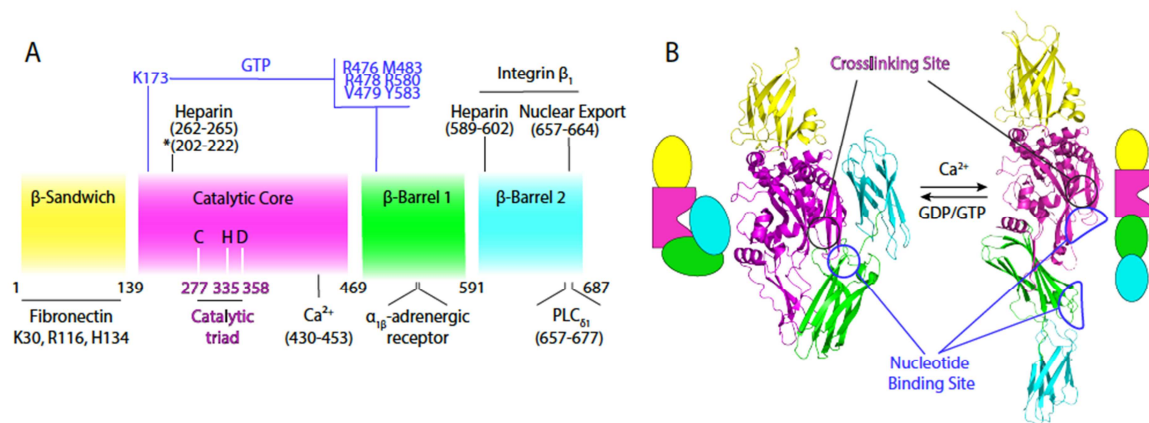 A
K173
GTP
R476 M483
R478 R580
V479 Y583
Integrin β1
Heparin
(262-265)
*(202-222)
Heparin
(589-602)
Nuclear Export
(657-664)
β-Sandwich
Catalytic Core
β-Barrel 1
β-Barrel 2
C H D
1 139 277 335 358 469 591 687
Fibronectin
K30, R116, H134
Catalytic
triad
Ca²⁺
(430-453)
α1β-adrenergic
receptor
PLCδ1
(657-677)
B
Crosslinking Site
Ca²⁺
GDP/GTP
Nucleotide
Binding Site